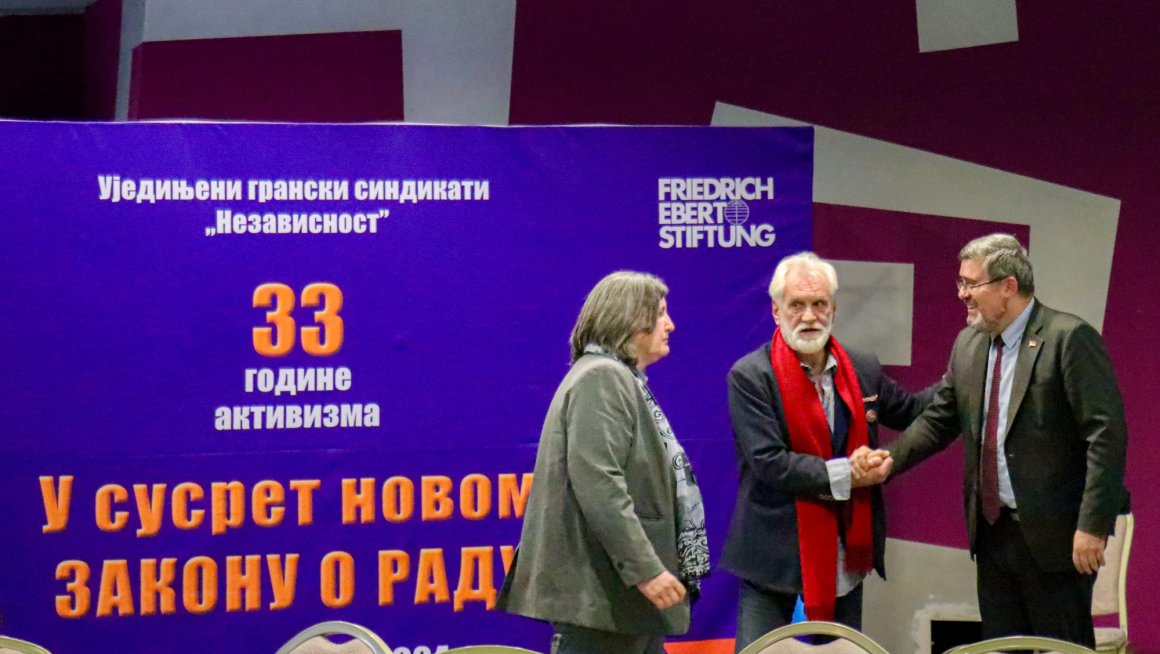 Уједињени грански синдикати
„Независност”
FRIEDRICH
EBERT
STIFTUNG
33
године
активизма
У сусрет новом
ЗАКОНУ О РАДУ